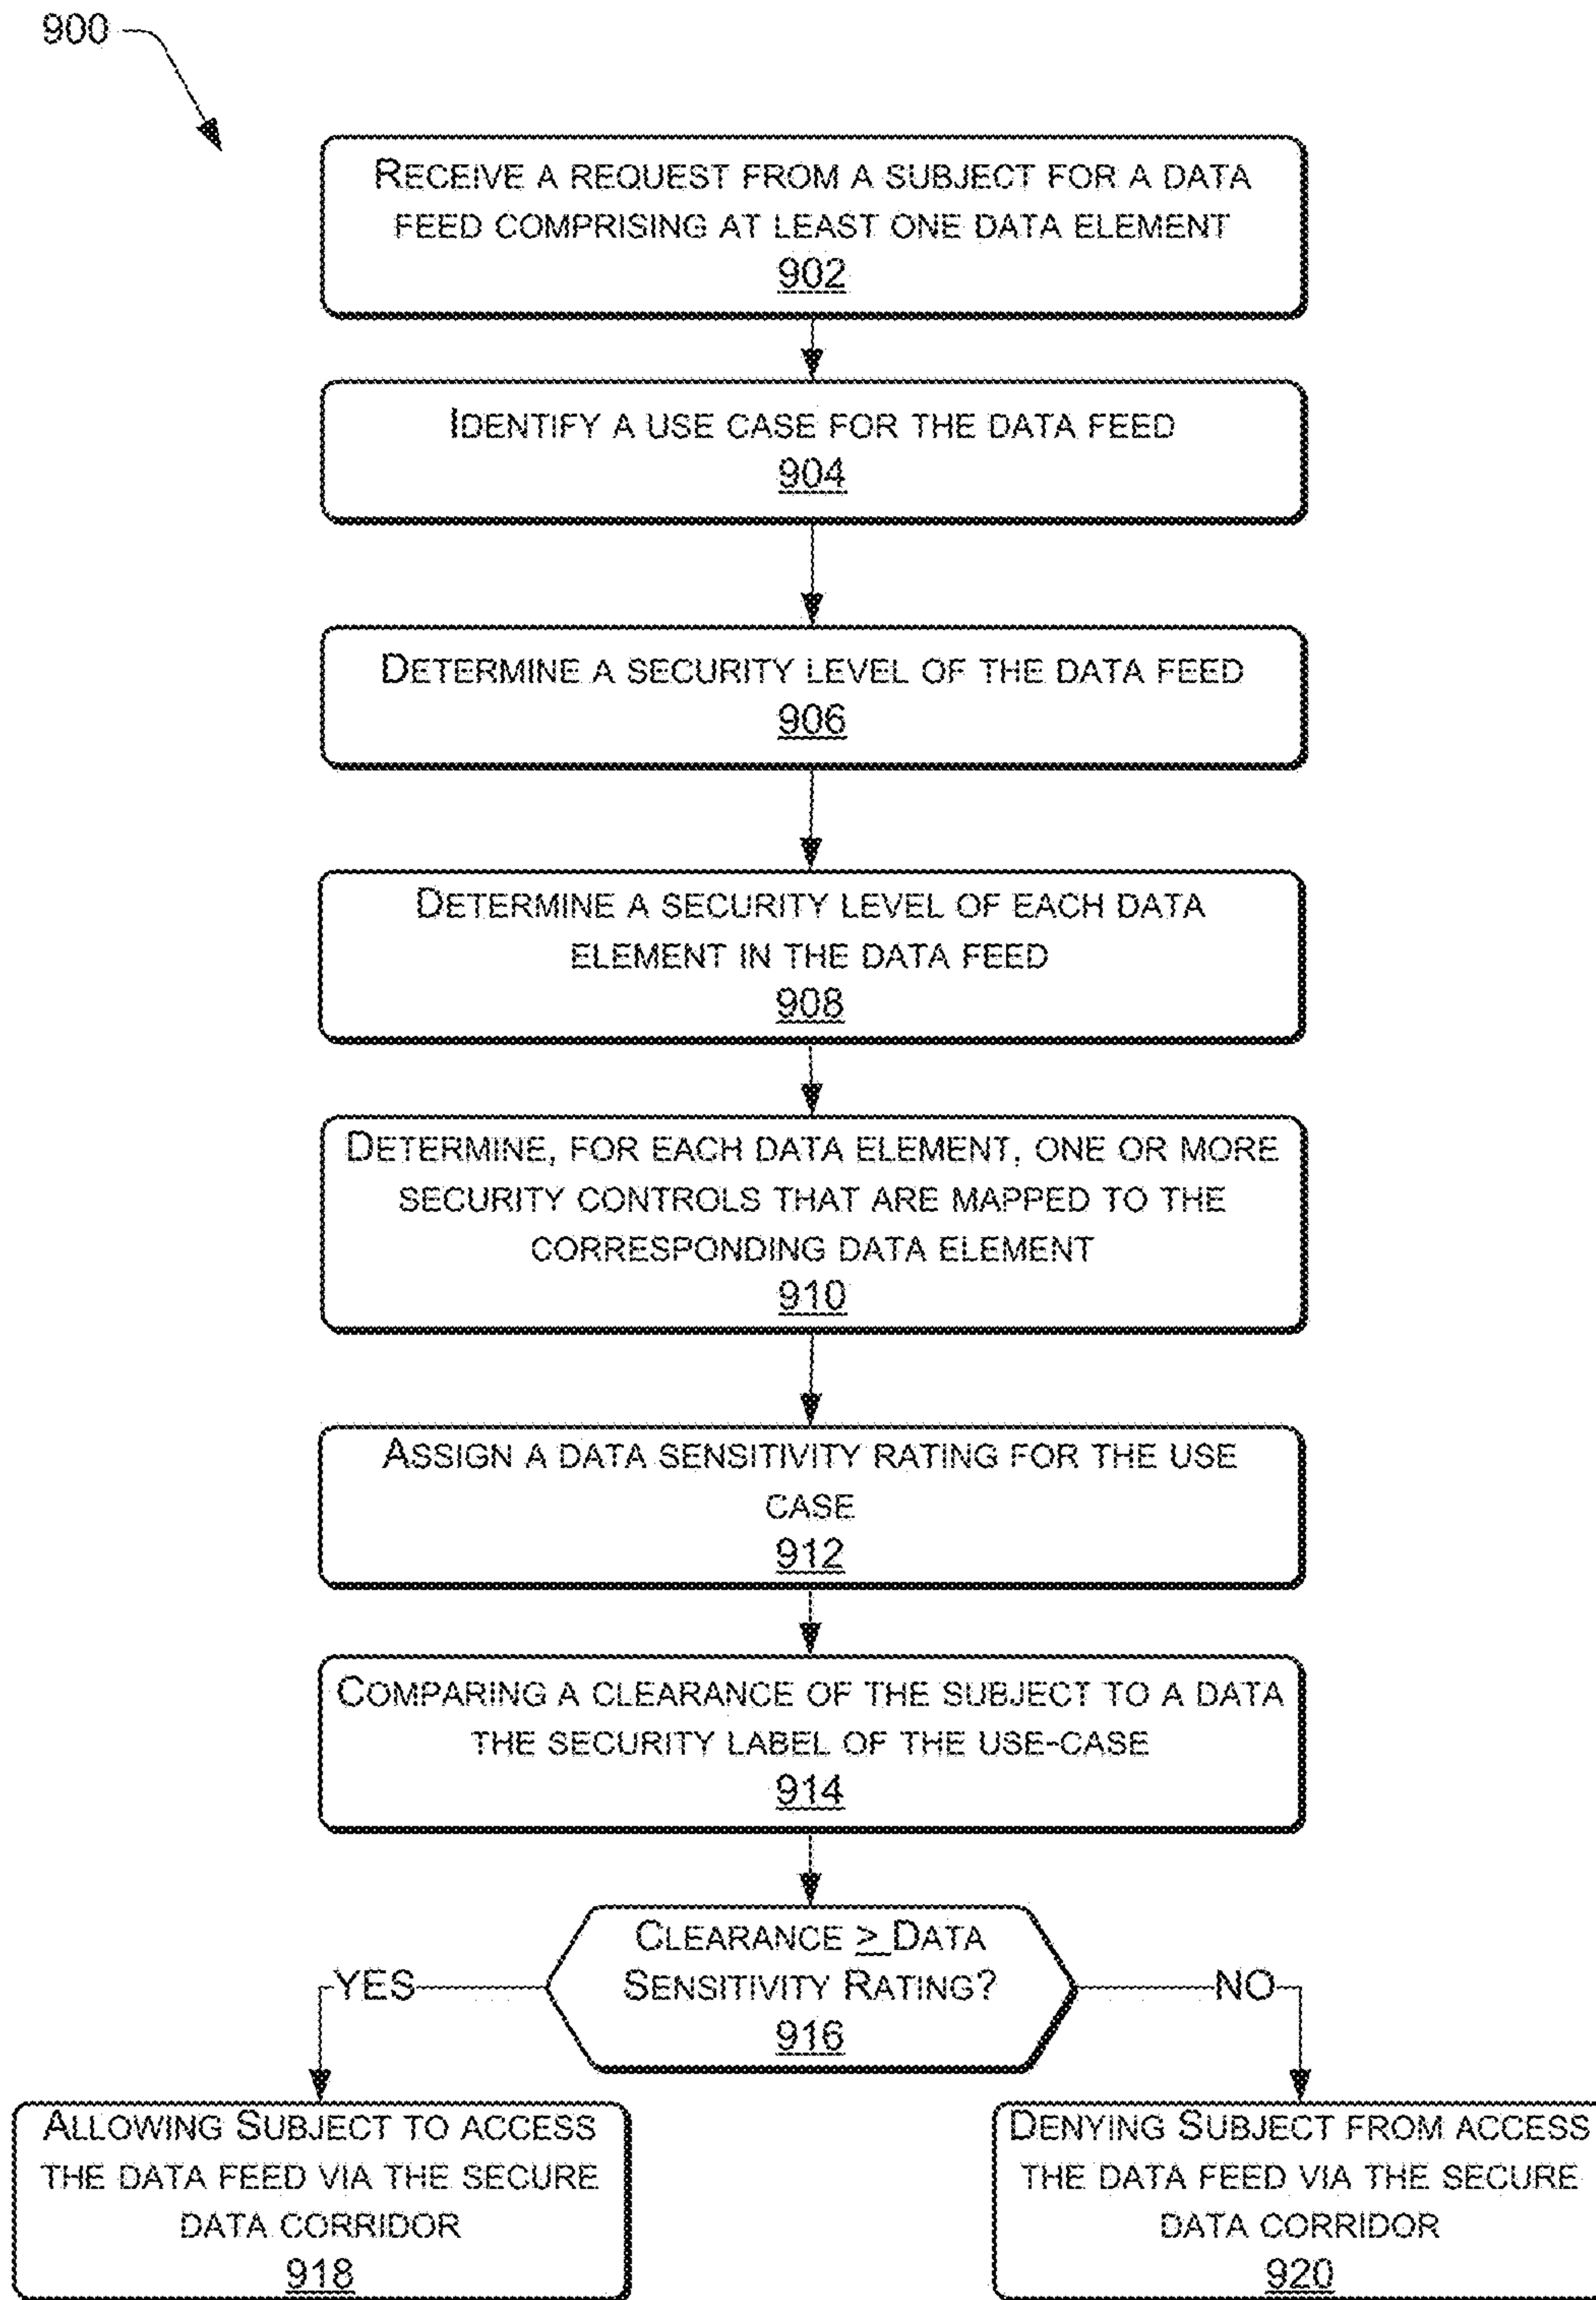 900
RECEIVE A REQUEST FROM A SUBJECT FOR A DATA
FEED COMPRISING AT LEAST ONE DATA ELEMENT
902
IDENTIFY A USE CASE FOR THE DATA FEED
904
DETERMINE A SECURITY LEVEL OF THE DATA FEED
906
DETERMINE A SECURITY LEVEL OF EACH DATA
ELEMENT IN THE DATA FEED
908
DETERMINE, FOR EACH DATA ELEMENT, ONE OR MORE
SECURITY CONTROLS THAT ARE MAPPED TO THE
CORRESPONDING DATA ELEMENT
910
ASSIGN A DATA SENSITIVITY RATING FOR THE USE
CASE
912
COMPARING A CLEARANCE OF THE SUBJECT TO A DATA
THE SECURITY LABEL OF THE USE-CASE
914
CLEARANCE ≥ DATA
SENSITIVITY RATING?
916
YES
NO
ALLOWING SUBJECT TO ACCESS
THE DATA FEED VIA THE SECURE
DATA CORRIDOR
918
DENYING SUBJECT FROM ACCESS
THE DATA FEED VIA THE SECURE
DATA CORRIDOR
920